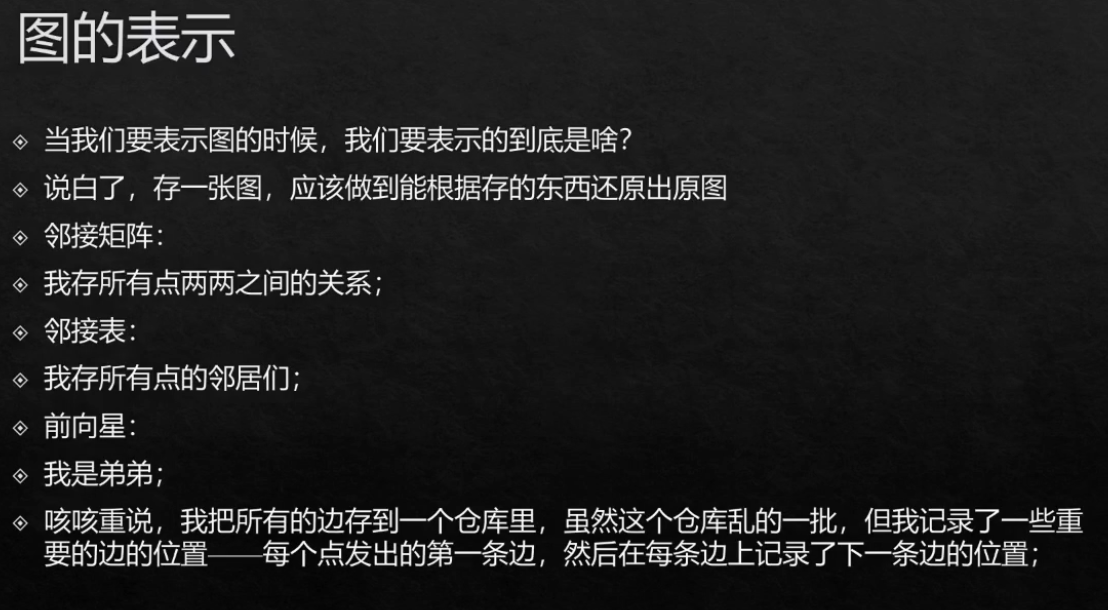 图的表示
当我们要表示图的时候，我们要表示的到底是啥？
说白了，存一张图，应该做到能根据存的东西还原出原图
邻接矩阵：
我存所有点两两之间的关系；
邻接表：
我存所有点的邻居们；
前向星：
我是弟弟；
咳咳重说，我把所有的边存到一个仓库里，虽然这个仓库乱的一批，但我记录了一些重
要的边的位置——每个点发出的第一条边，然后在每条边上记录了下一条边的位置；